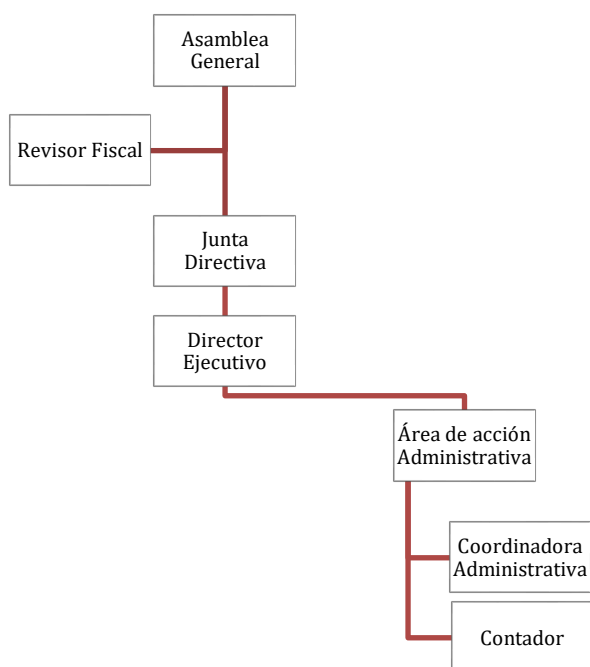 Asamblea
General
Revisor Fiscal
Junta
Directiva
Director
Ejecutivo
Área de acción
Administrativa
Coordinadora
Administrativa
Contador